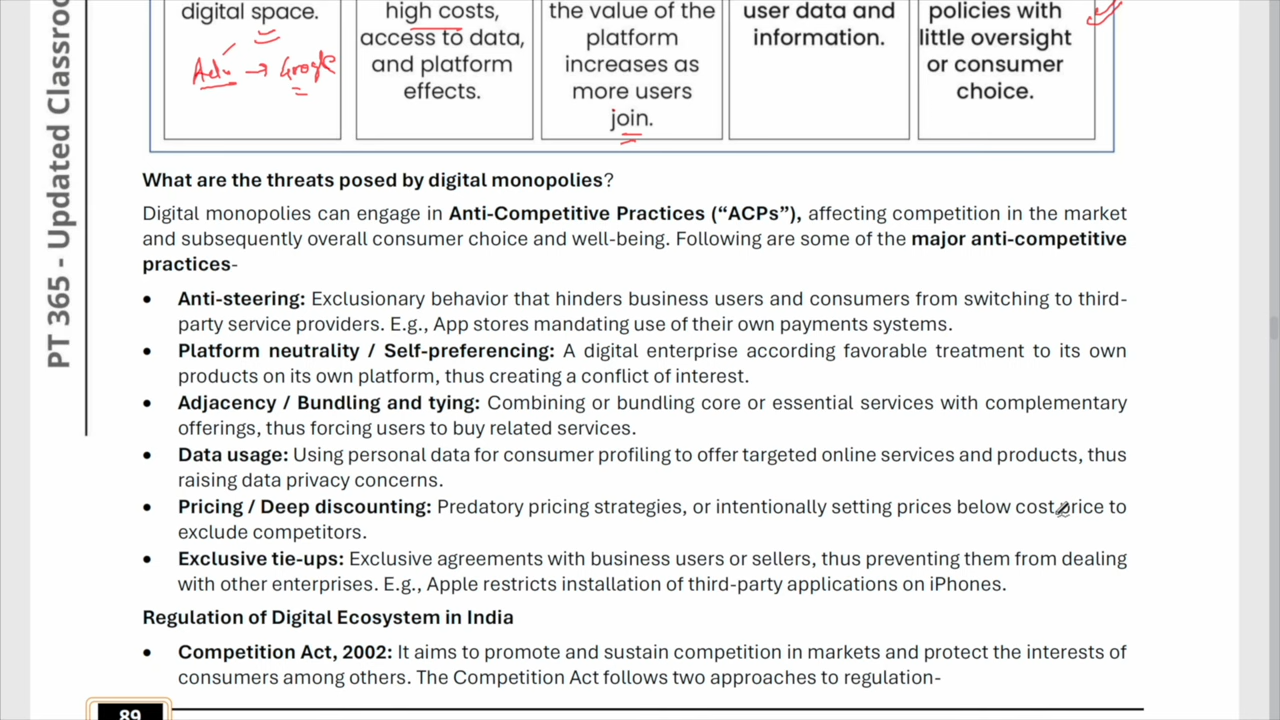 PT 365 - Updated Classroo
digital space.
Adv → Google
high costs,
access to data,
and platform
effects.
the value of the
platform
increases as
more users
join.
user data and
information.
policies with
little oversight
or consumer
choice.
What are the threats posed by digital monopolies?
Digital monopolies can engage in Anti-Competitive Practices (“ACPs”), affecting competition in the market
and subsequently overall consumer choice and well-being. Following are some of the major anti-competitive
practices-
• Anti-steering: Exclusionary behavior that hinders business users and consumers from switching to third-
party service providers. E.g., App stores mandating use of their own payments systems.
• Platform neutrality / Self-preferencing: A digital enterprise according favorable treatment to its own
products on its own platform, thus creating a conflict of interest.
• Adjacency / Bundling and tying: Combining or bundling core or essential services with complementary
offerings, thus forcing users to buy related services.
• Data usage: Using personal data for consumer profiling to offer targeted online services and products, thus
raising data privacy concerns.
• Pricing / Deep discounting: Predatory pricing strategies, or intentionally setting prices below cost price to
exclude competitors.
• Exclusive tie-ups: Exclusive agreements with business users or sellers, thus preventing them from dealing
with other enterprises. E.g., Apple restricts installation of third-party applications on iPhones.
Regulation of Digital Ecosystem in India
• Competition Act, 2002: It aims to promote and sustain competition in markets and protect the interests of
consumers among others. The Competition Act follows two approaches to regulation-
89